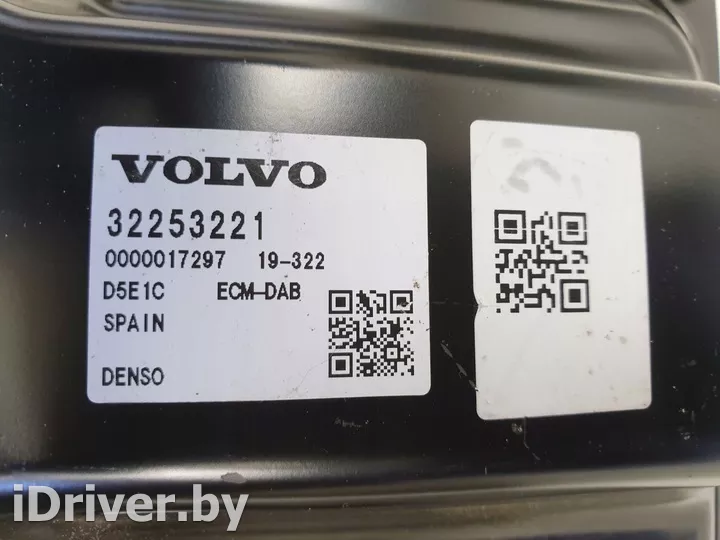 VOLVO
32253221
0000017297 19-322
D5E1C ECM-DAB
SPAIN
DENSO
iDriver.by